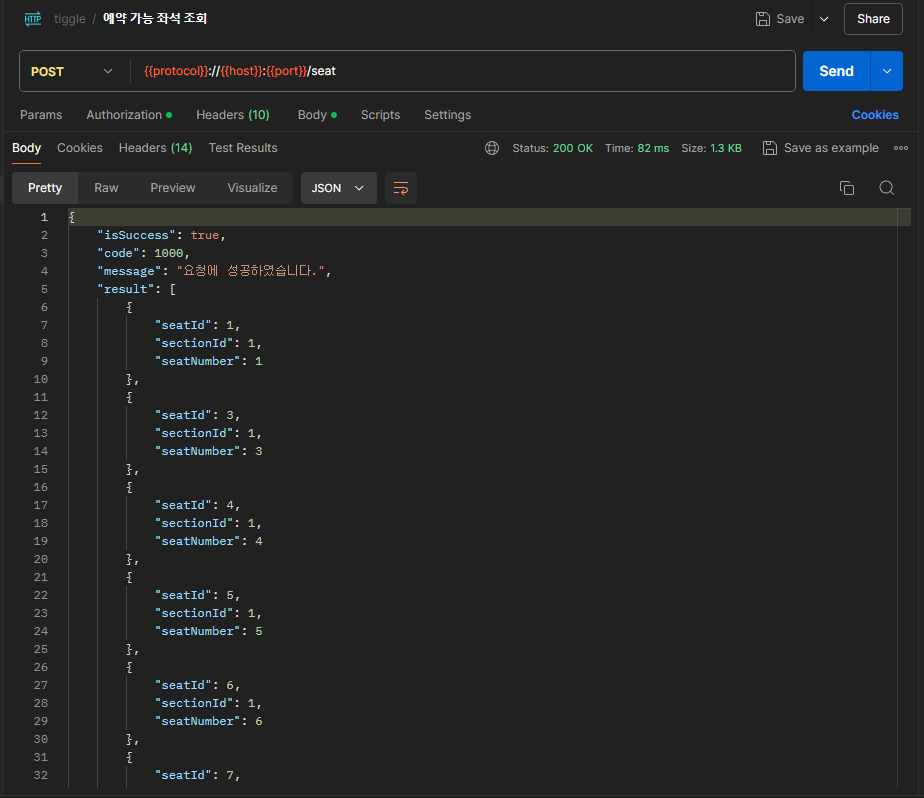 HTTP tiggle / 예약 가능 좌석 조회 Save Share
POST {{protocol}}://{{host}}:{{port}}/seat Send
Params Authorization Headers (10) Body Scripts Settings Cookies
Body Cookies Headers (14) Test Results Status: 200 OK Time: 82 ms Size: 1.3 KB Save as example
Pretty Raw Preview Visualize JSON
1 {
2 "isSuccess": true,
3 "code": 1000,
4 "message": "요청에 성공하였습니다.",
5 "result": [
6 {
7 "seatId": 1,
8 "sectionId": 1,
9 "seatNumber": 1
10 },
11 {
12 "seatId": 3,
13 "sectionId": 1,
14 "seatNumber": 3
15 },
16 {
17 "seatId": 4,
18 "sectionId": 1,
19 "seatNumber": 4
20 },
21 {
22 "seatId": 5,
23 "sectionId": 1,
24 "seatNumber": 5
25 },
26 {
27 "seatId": 6,
28 "sectionId": 1,
29 "seatNumber": 6
30 },
31 {
32 "seatId": 7,